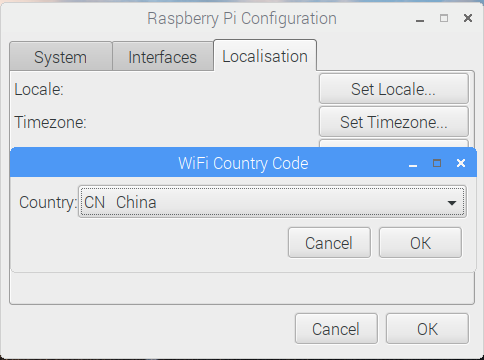 Raspberry Pi Configuration
System Interfaces Localisation
Locale: Set Locale...
Timezone: Set Timezone...
WiFi Country Code
Country: CN China
Cancel OK
Cancel OK